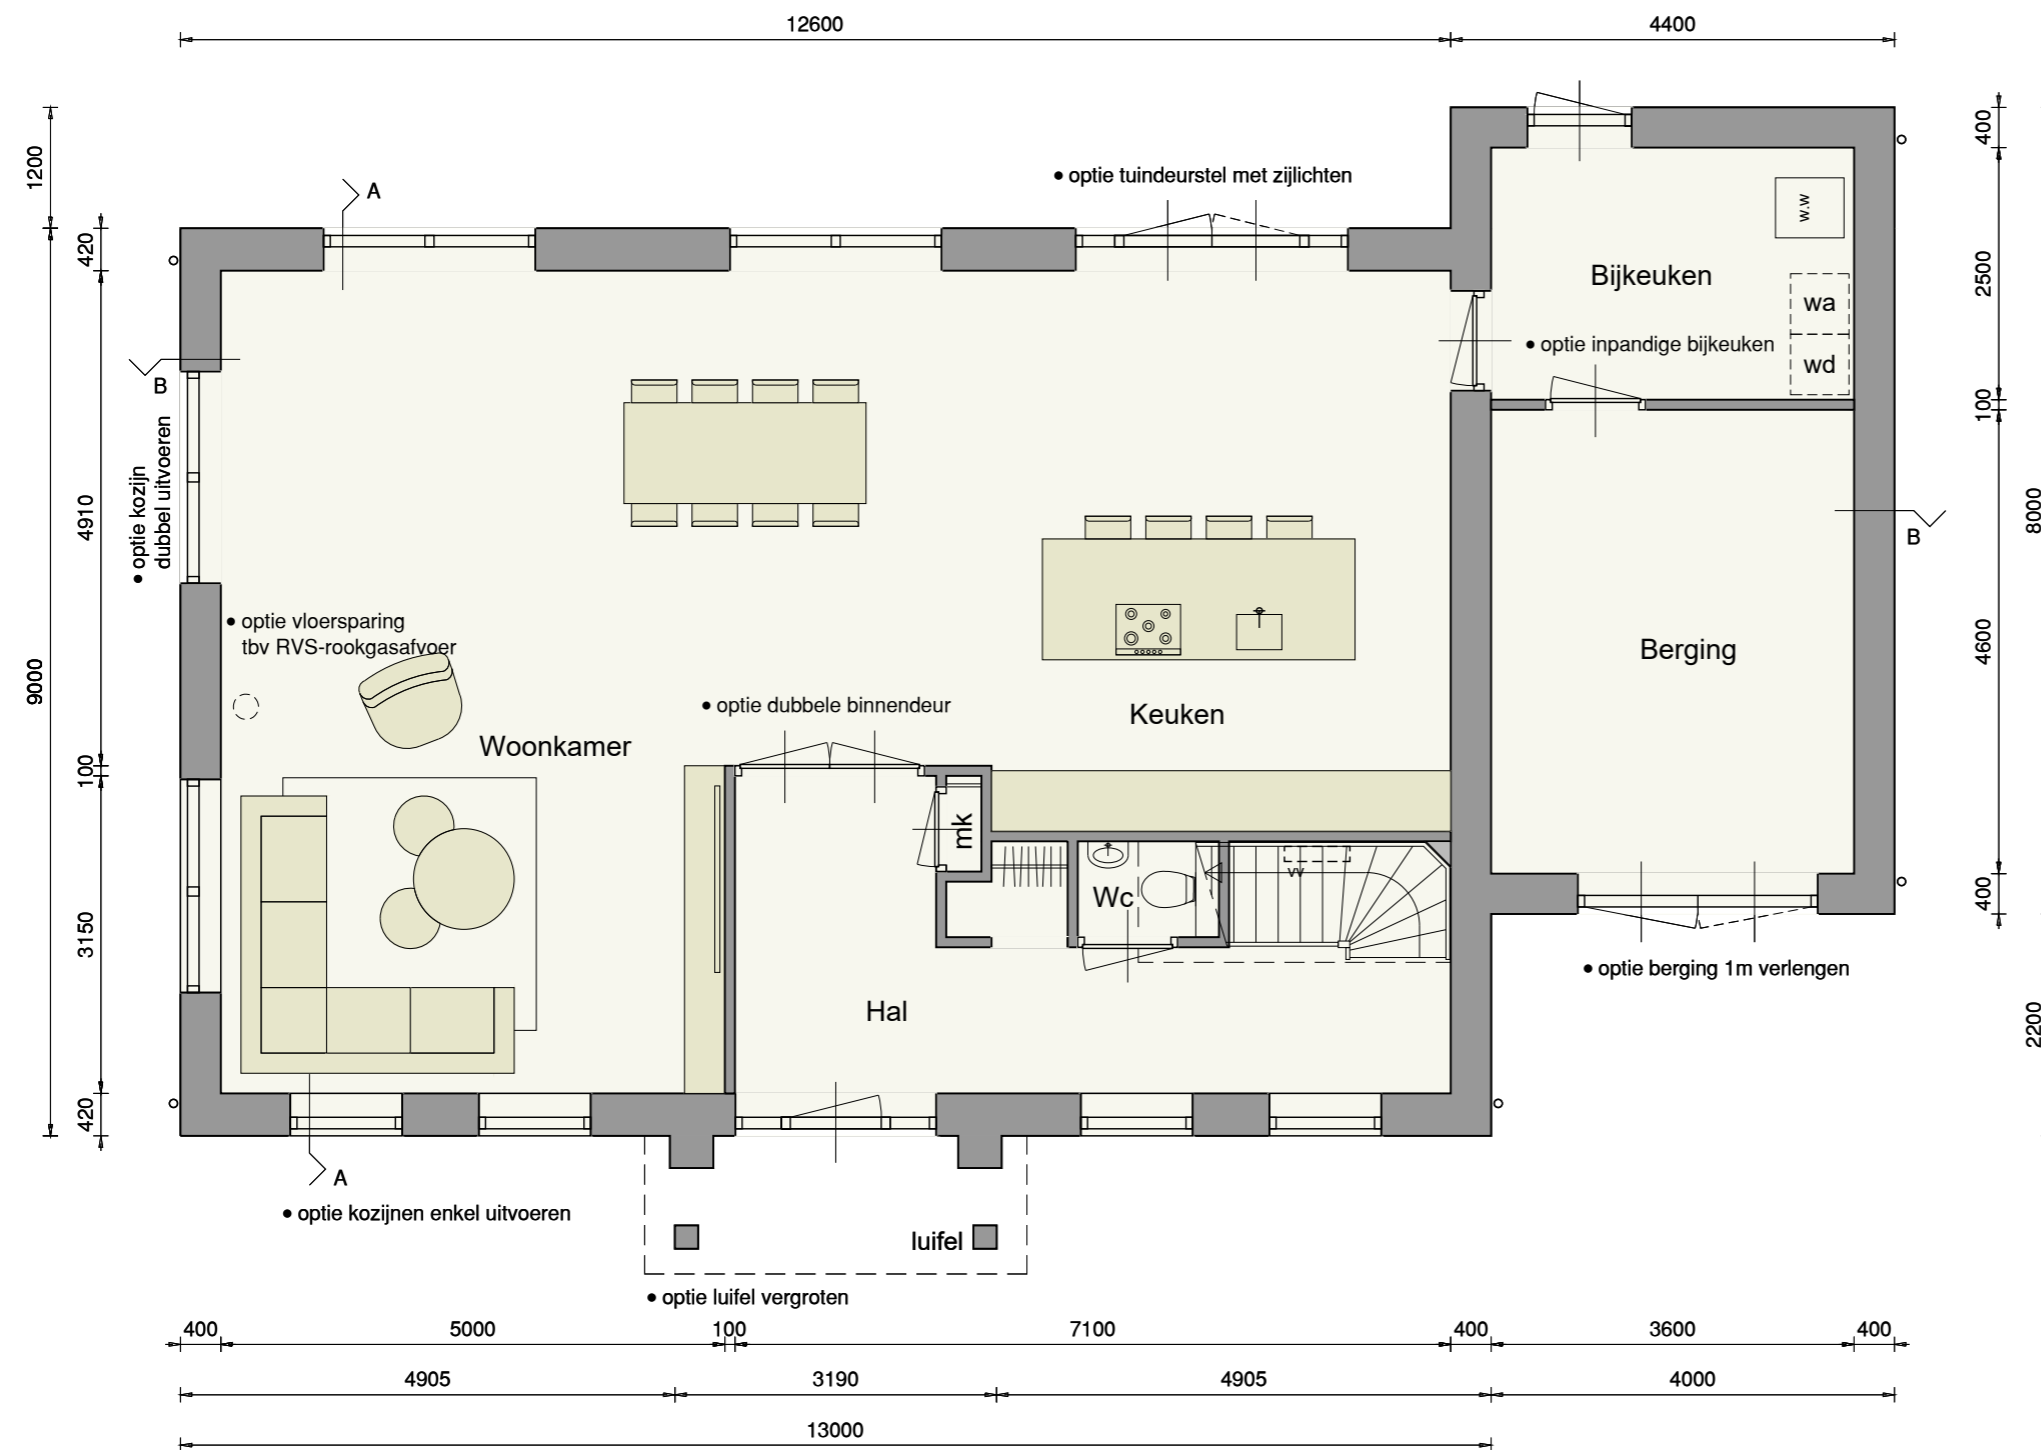 12600
4400
1200
420
4910
100
3150
420
9000
A
• optie tuindeurstel met zijlichten
400
2500
100
4600
400
8000
2200
w.w
Bijkeuken
wa
wd
• optie inpandige bijkeuken
B
• optie kozijn
dubbel uitvoeren
B
• optie vloersparing
tbv RVS-rookgasafvoer
Berging
• optie dubbele binnendeur
Keuken
Woonkamer
mk
Wc
vv
• optie berging 1m verlengen
Hal
A
• optie kozijnen enkel uitvoeren
luifel
• optie luifel vergroten
400
5000
100
7100
400
3600
400
4905
3190
4905
4000
13000